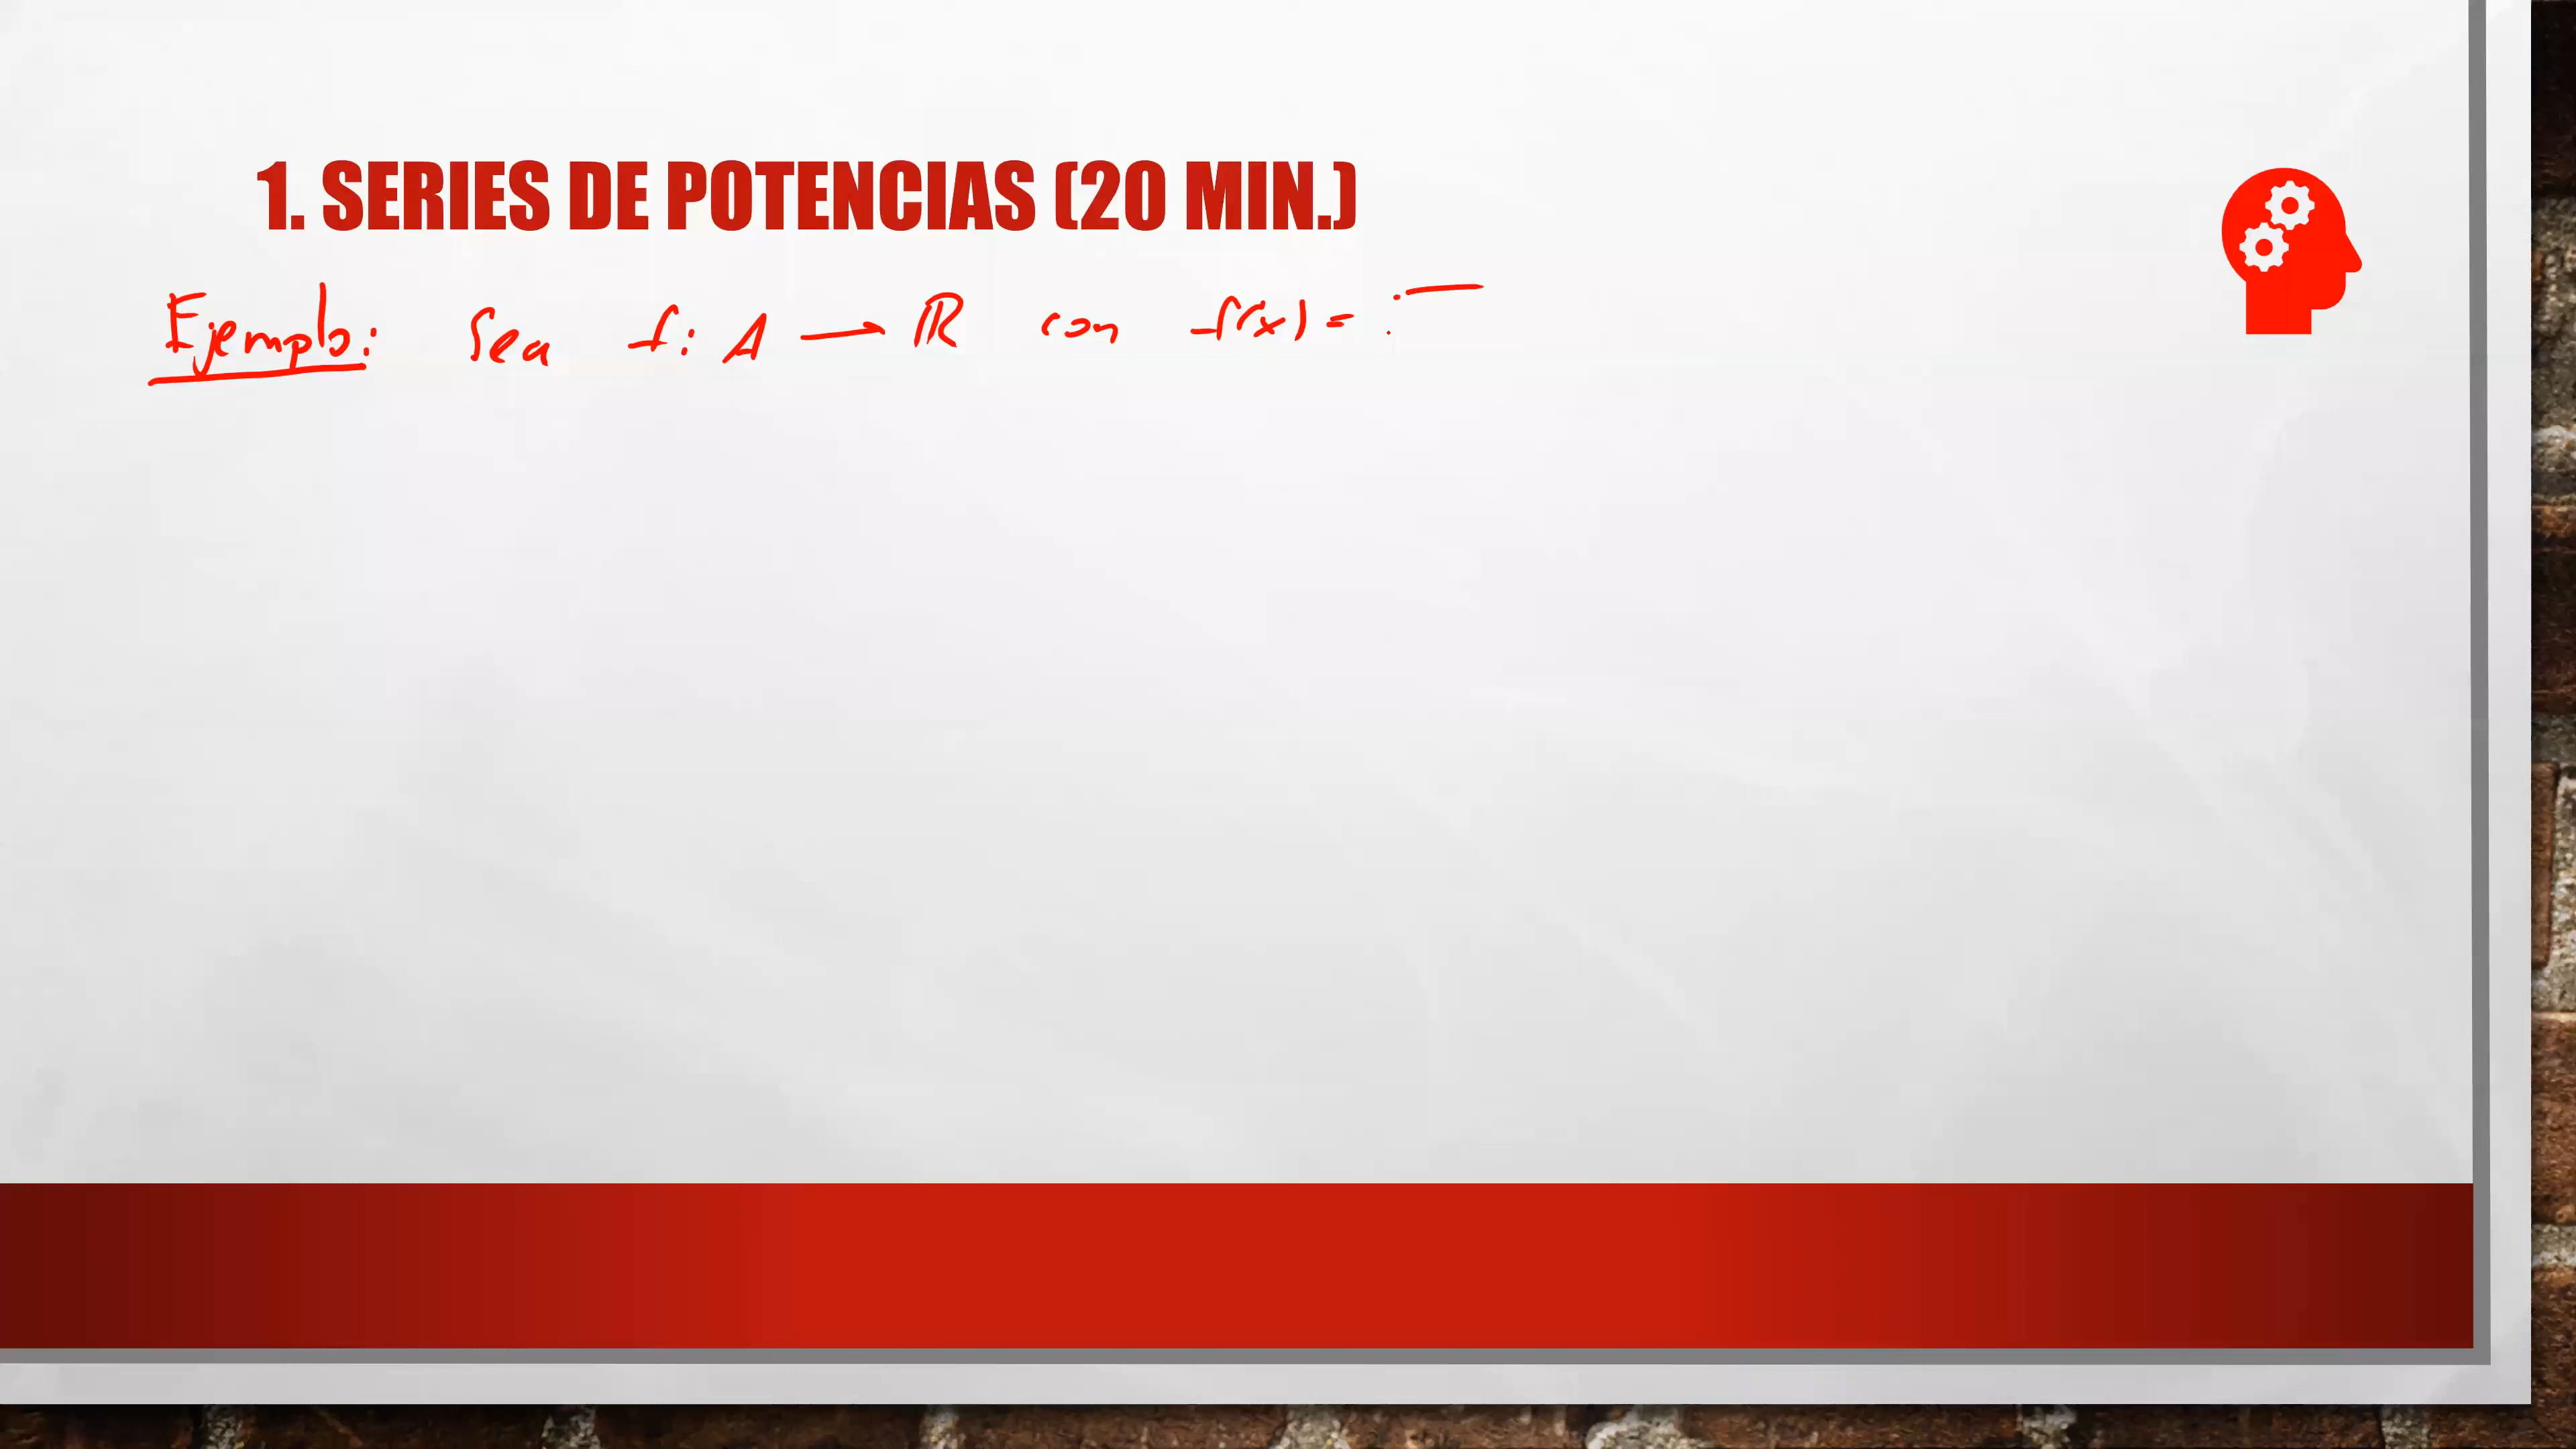 1. SERIES DE POTENCIAS (20 MIN.)
Ejemplo: Sea f: A → ℝ con f(x) =